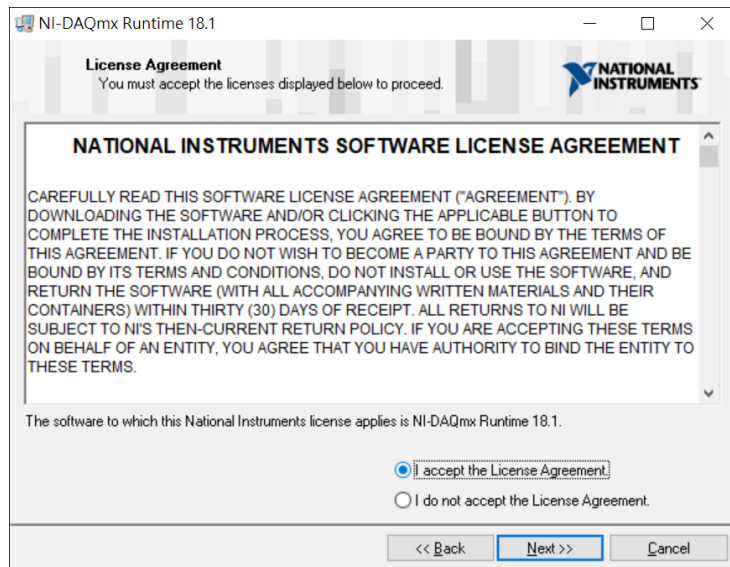 NI-DAQmx Runtime 18.1
License Agreement
You must accept the licenses displayed below to proceed.
NATIONAL
INSTRUMENTS
NATIONAL INSTRUMENTS SOFTWARE LICENSE AGREEMENT
CAREFULLY READ THIS SOFTWARE LICENSE AGREEMENT ("AGREEMENT"). BY
DOWNLOADING THE SOFTWARE AND/OR CLICKING THE APPLICABLE BUTTON TO
COMPLETE THE INSTALLATION PROCESS, YOU AGREE TO BE BOUND BY THE TERMS OF
THIS AGREEMENT. IF YOU DO NOT WISH TO BECOME A PARTY TO THIS AGREEMENT AND BE
BOUND BY ITS TERMS AND CONDITIONS, DO NOT INSTALL OR USE THE SOFTWARE, AND
RETURN THE SOFTWARE (WITH ALL ACCOMPANYING WRITTEN MATERIALS AND THEIR
CONTAINERS) WITHIN THIRTY (30) DAYS OF RECEIPT. ALL RETURNS TO NI WILL BE
SUBJECT TO NI'S THEN-CURRENT RETURN POLICY. IF YOU ARE ACCEPTING THESE TERMS
ON BEHALF OF AN ENTITY, YOU AGREE THAT YOU HAVE AUTHORITY TO BIND THE ENTITY TO
THESE TERMS.
The software to which this National Instruments license applies is NI-DAQmx Runtime 18.1.
I accept the License Agreement.
I do not accept the License Agreement.
<< Back
Next >>
Cancel